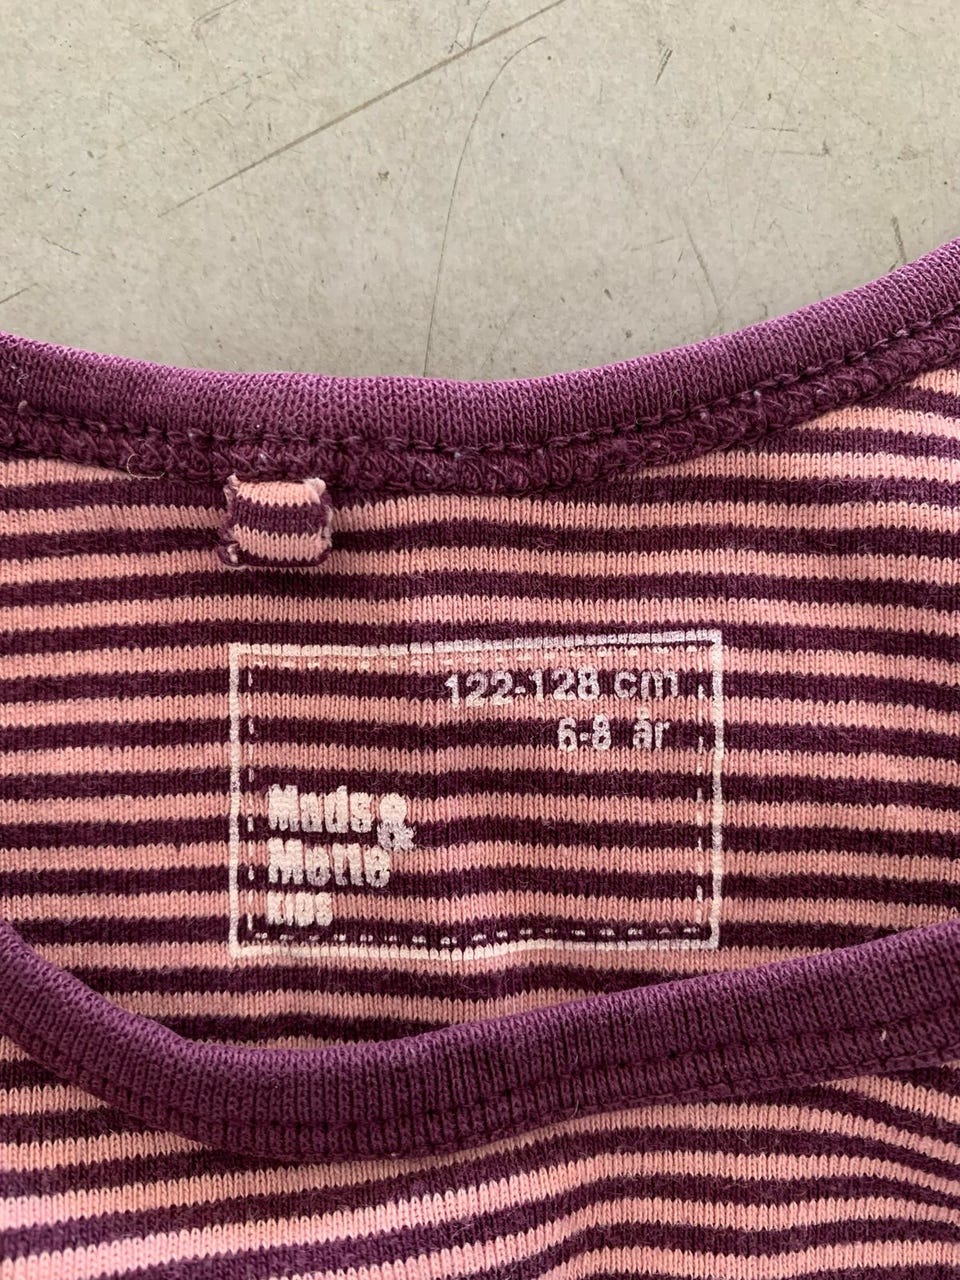 122-128 cm
6-8 år
Mads &
Mette
KIDS